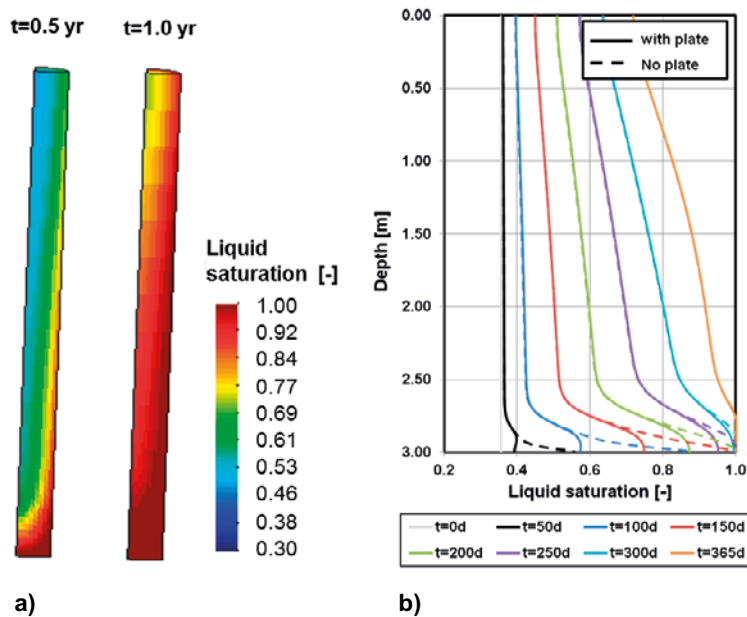 t=0.5 yr
t=1.0 yr
Liquid
saturation [-]
1.00
0.92
0.84
0.77
0.69
0.61
0.53
0.46
0.38
0.30
a)
0.00
0.50
1.00
1.50
2.00
2.50
3.00
Depth [m]
with plate
No plate
0.2
0.4
0.6
0.8
1.0
Liquid saturation [-]
t=0d
t=50d
t=100d
t=150d
t=200d
t=250d
t=300d
t=365d
b)